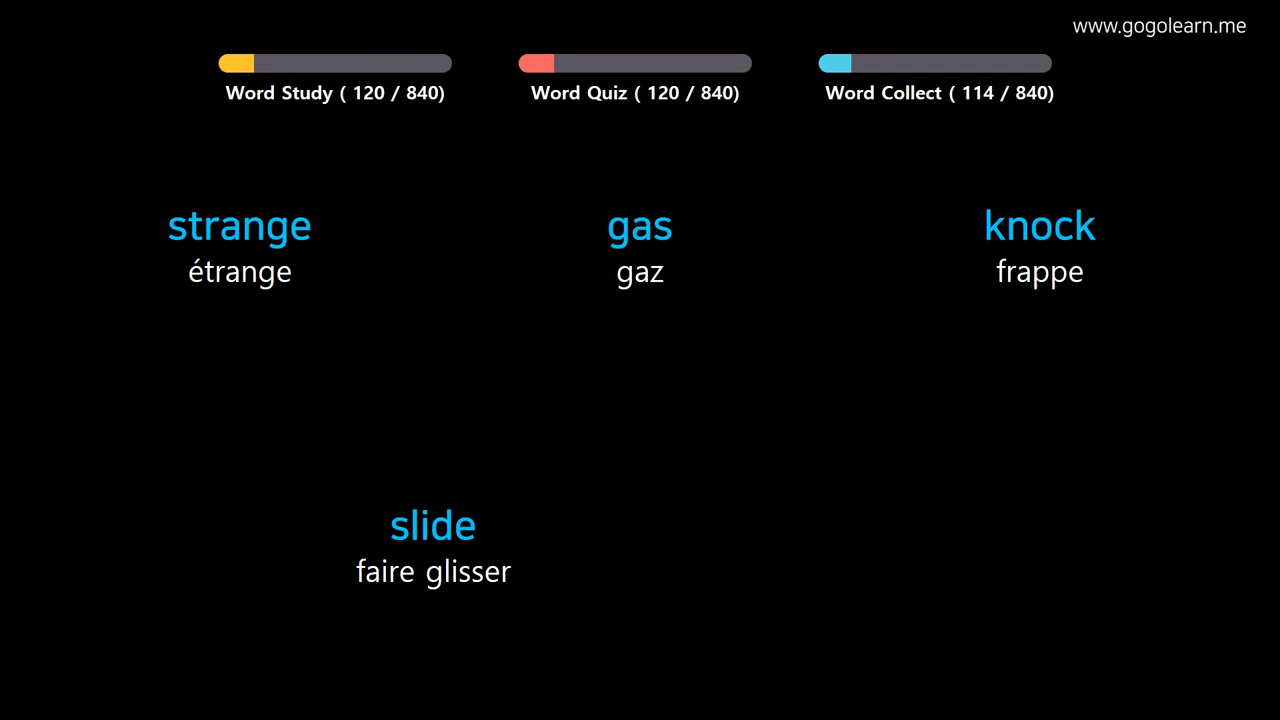 www.gogolearn.me
Word Study ( 120 / 840)
Word Quiz ( 120 / 840)
Word Collect ( 114 / 840)
strange
étrange
gas
gaz
knock
frappe
slide
faire glisser